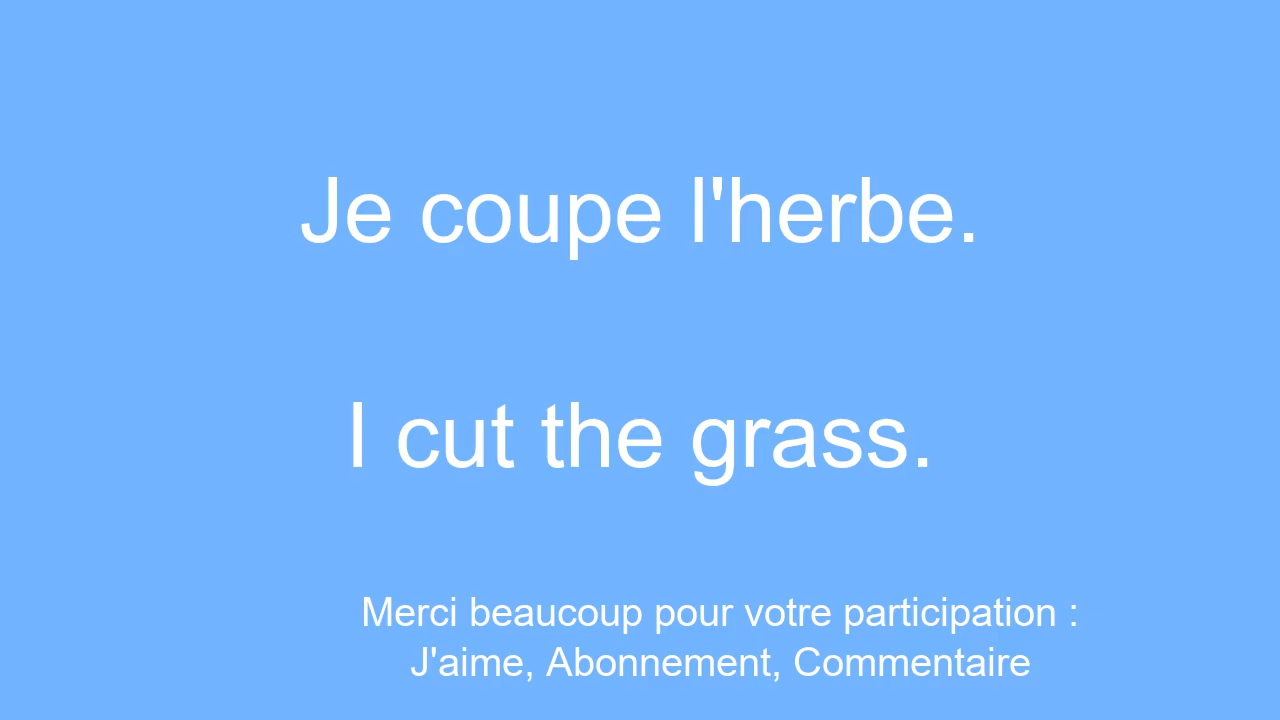 Je coupe l'herbe.
I cut the grass.
Merci beaucoup pour votre participation :
J'aime, Abonnement, Commentaire